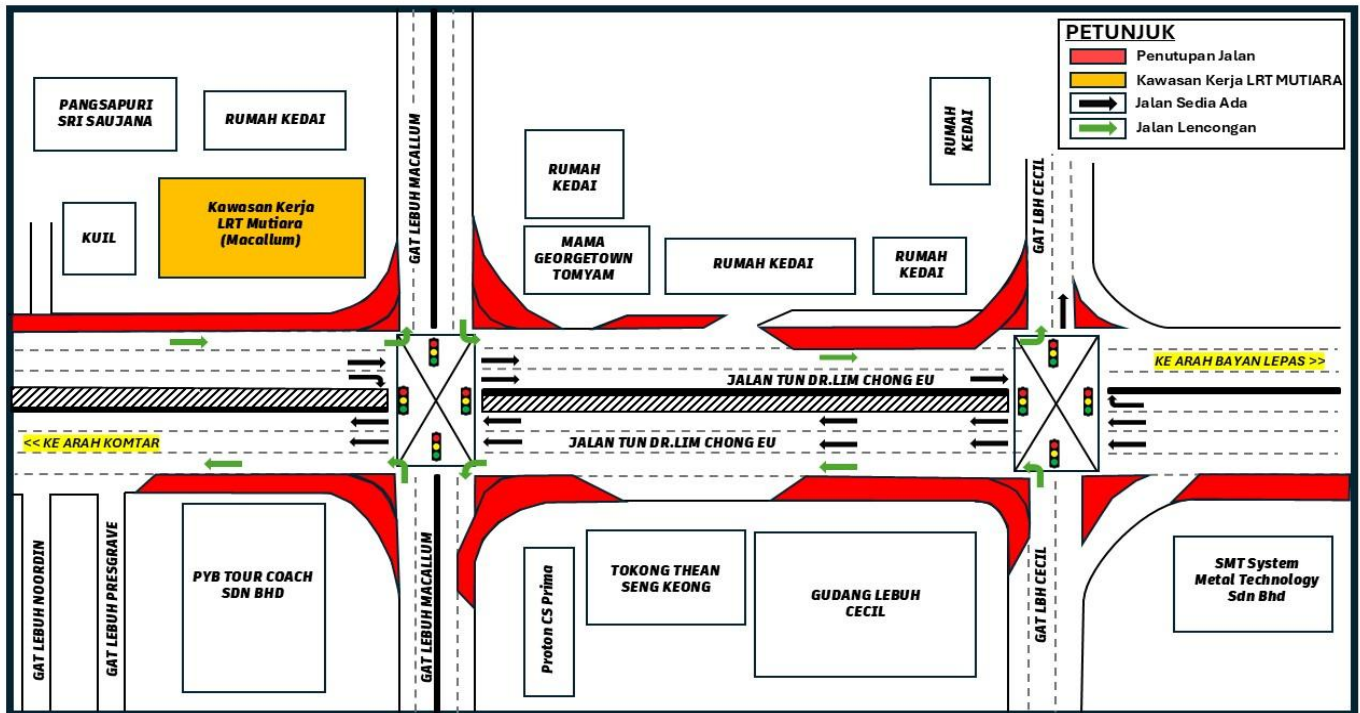 PETUNJUK
Penutupan Jalan
Kawasan Kerja LRT MUTIARA
Jalan Sedia Ada
Jalan Lencongan
PANGSAPURI
SRI SAUJANA
RUMAH KEDAI
GAT LEBUH MACALLUM
RUMAH
KEDAI
RUMAH
KEDAI
GAT LBH CECIL
KUIL
Kawasan Kerja
LRT Mutiara
(Macallum)
MAMA
GEORGETOWN
TOMYAM
RUMAH KEDAI
RUMAH
KEDAI
KE ARAH BAYAN LEPAS >>
JALAN TUN DR.LIM CHONG EU
<< KE ARAH KOMTAR
JALAN TUN DR.LIM CHONG EU
GAT LEBUH NOORDIN
GAT LEBUH PRESGRAVE
PYB TOUR COACH
SDN BHD
GAT LEBUH MACALLUM
Proton CS Prima
TOKONG THEAN
SENG KEONG
GUDANG LEBUH
CECIL
GAT LBH CECIL
SMT System
Metal Technology
Sdn Bhd